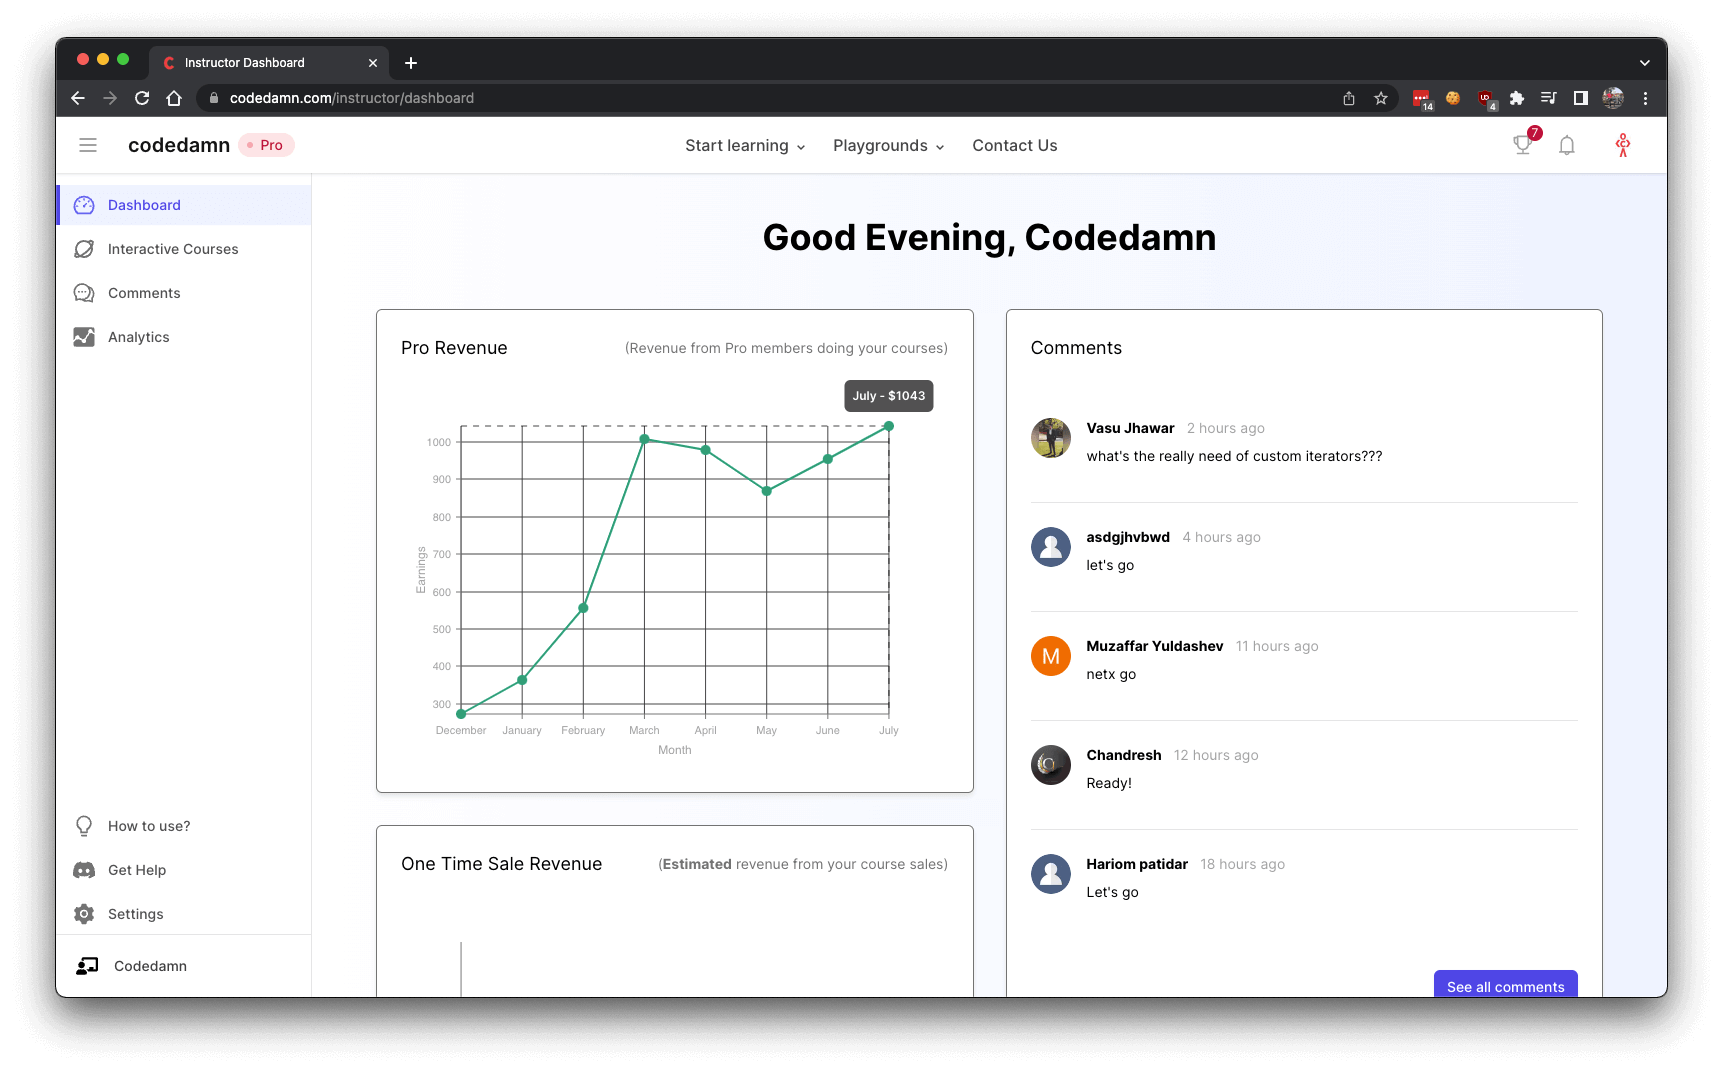 Instructor Dashboard
codedamn.com/instructor/dashboard
14
4
codedamn
Pro
Start learning
Playgrounds
Contact Us
7
Dashboard
Interactive Courses
Comments
Analytics
How to use?
Get Help
Settings
Codedamn
Good Evening, Codedamn
Pro Revenue
(Revenue from Pro members doing your courses)
July - $1043
1000
900
800
700
600
500
400
300
Earnings
December January February March April May June July
Month
One Time Sale Revenue
(Estimated revenue from your course sales)
Comments
Vasu Jhawar 2 hours ago
what's the really need of custom iterators???
asdgjhvbwd 4 hours ago
let's go
M
Muzaffar Yuldashev 11 hours ago
netx go
Chandresh 12 hours ago
Ready!
Hariom patidar 18 hours ago
Let's go
See all comments